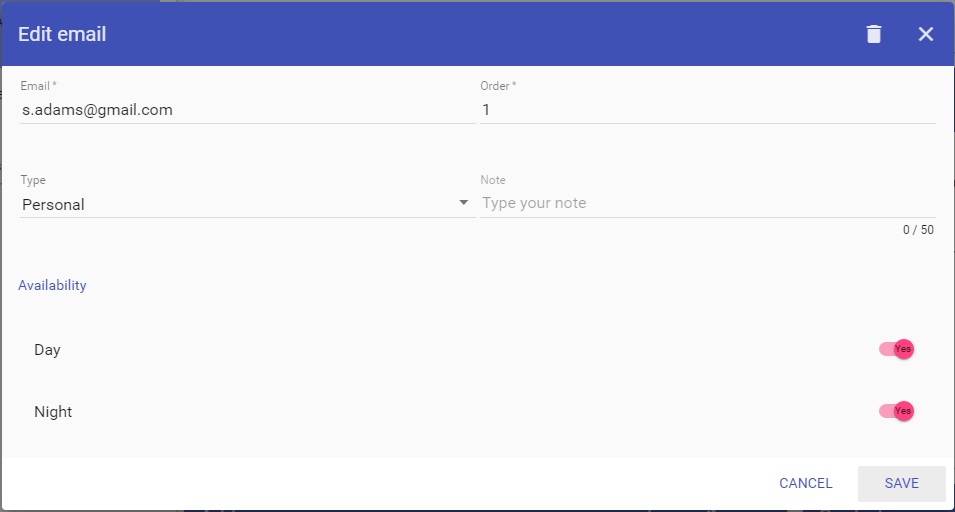 Edit email
Email * Order *
s.adams@gmail.com 1
Type Note
Personal Type your note
0 / 50
Availability
Day Yes
Night Yes
CANCEL SAVE